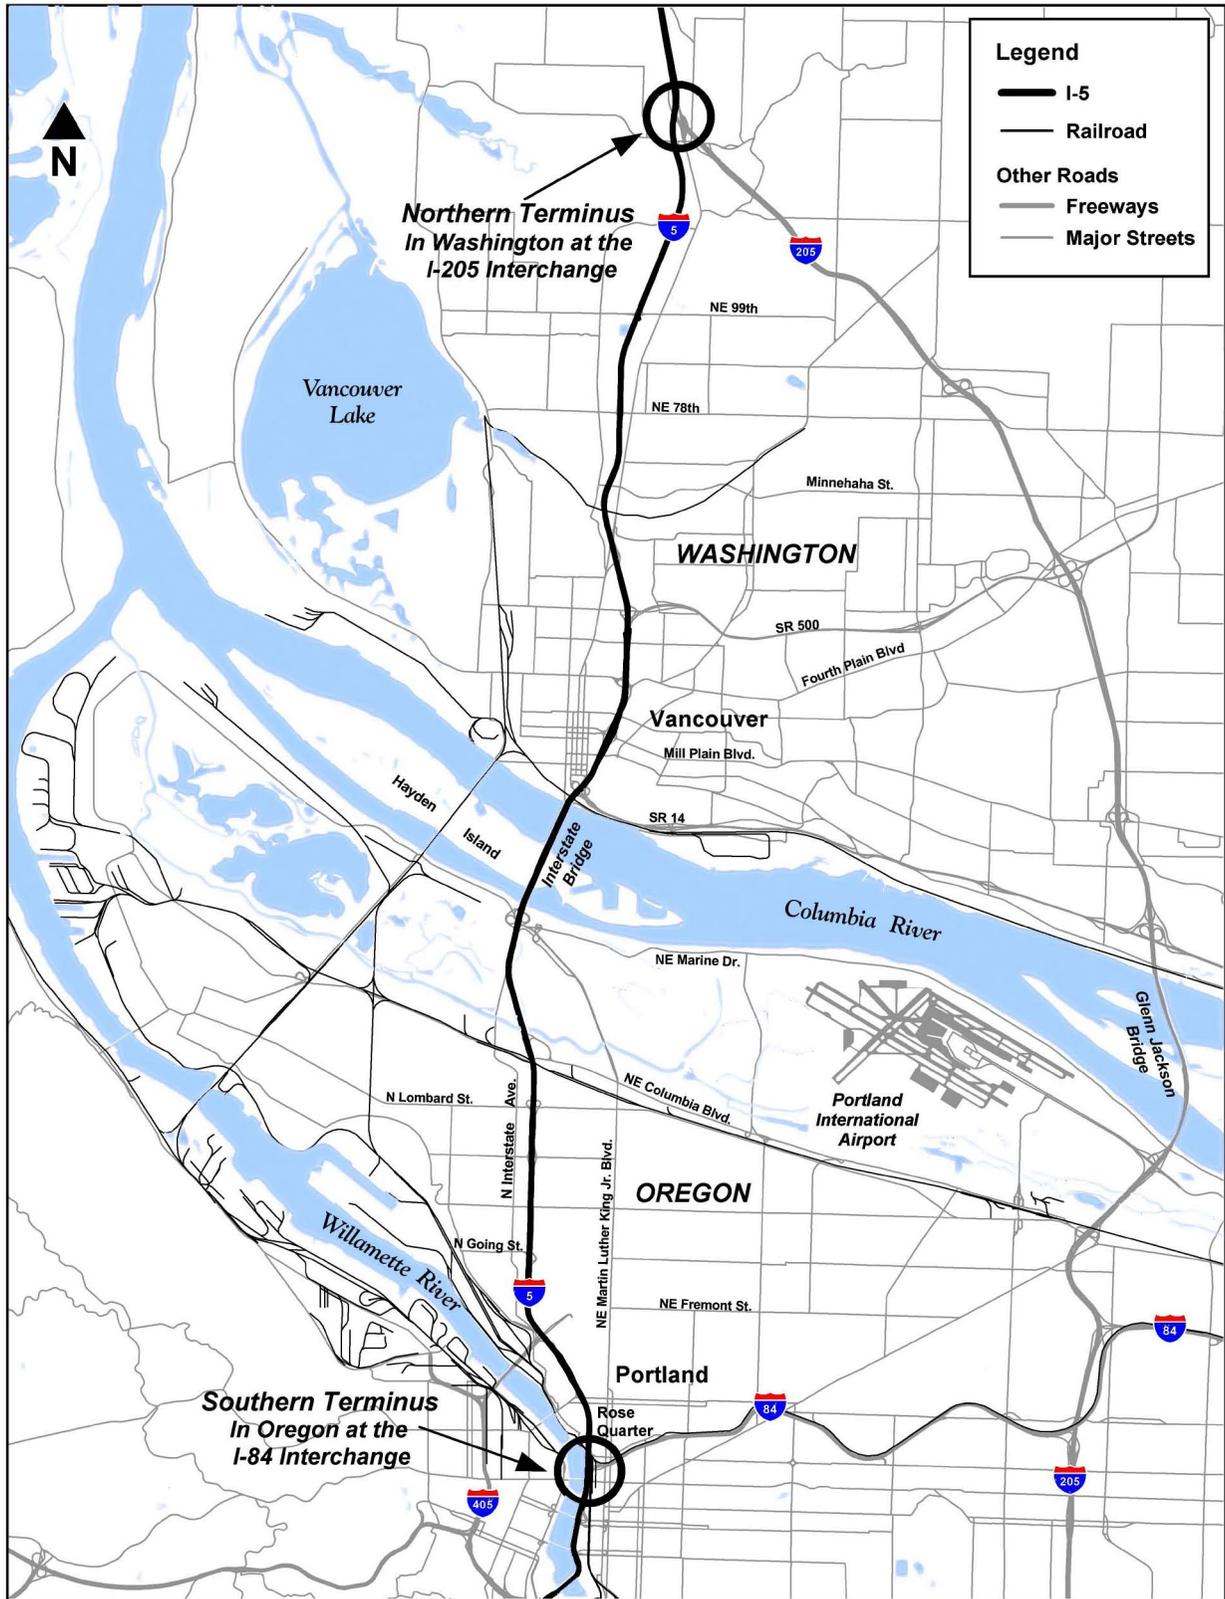 Legend
I-5
Railroad
Other Roads
Freeways
Major Streets
N
Northern Terminus
In Washington at the
I-205 Interchange
5
205
NE 99th
Vancouver
Lake
NE 78th
Minnehaha St.
WASHINGTON
SR 500
Fourth Plain Blvd
Vancouver
Mill Plain Blvd.
Hayden
Island
SR 14
Interstate
Bridge
Columbia River
NE Marine Dr.
Glenn Jackson
Bridge
NE Columbia Blvd.
N Lombard St.
Portland
International
Airport
N Interstate Ave.
NE Martin Luther King Jr. Blvd.
OREGON
Willamette River
N Going St.
5
NE Fremont St.
84
Portland
Southern Terminus
In Oregon at the
I-84 Interchange
Rose
Quarter
84
405
205